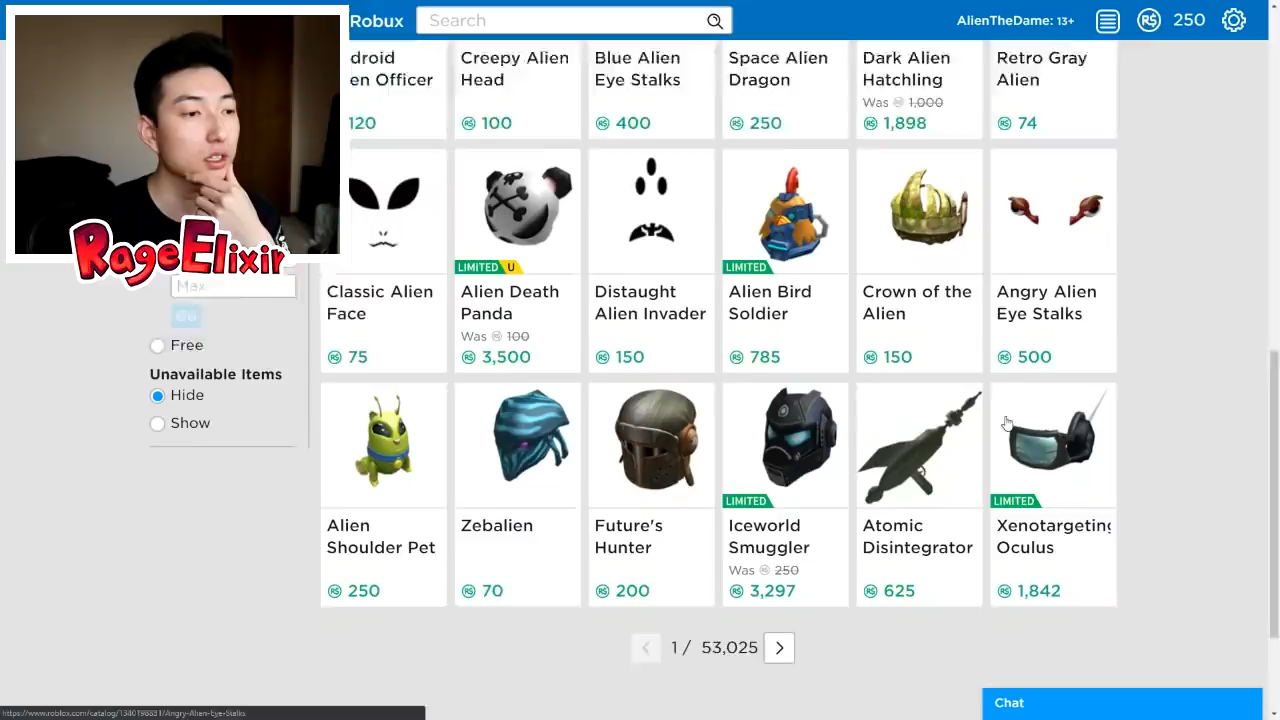 Robux
Search
AlienTheDame: 13+
250
droid
en Officer
120
Creepy Alien
Head
100
Blue Alien
Eye Stalks
400
Space Alien
Dragon
250
Dark Alien
Hatchling
Was 1,000
1,898
Retro Gray
Alien
74
RageElixir
Classic Alien
Face
75
LIMITED U
Alien Death
Panda
Was 100
3,500
Distaught
Alien Invader
150
LIMITED
Alien Bird
Soldier
785
Crown of the
Alien
150
Angry Alien
Eye Stalks
500
Max
Go
Free
Unavailable Items
Hide
Show
Alien
Shoulder Pet
250
Zebalien
70
Future's
Hunter
200
LIMITED
Iceworld
Smuggler
Was 250
3,297
Atomic
Disintegrator
625
LIMITED
Xenotargeting
Oculus
1,842
1 / 53,025
Chat